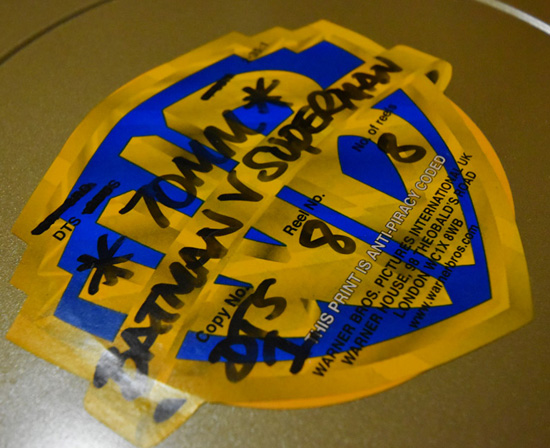 DTS
* 70MM *
BATMAN V SUPERMAN
Copy No.
DTS
1
Reel No.
8
No. of reels
8
THIS PRINT IS ANTI-PIRACY CODED
WARNER BROS. PICTURES INTERNATIONAL UK
WARNER HOUSE, 98 THEOBALD'S ROAD
LONDON WC1X 8WB
www.warnerbros.com